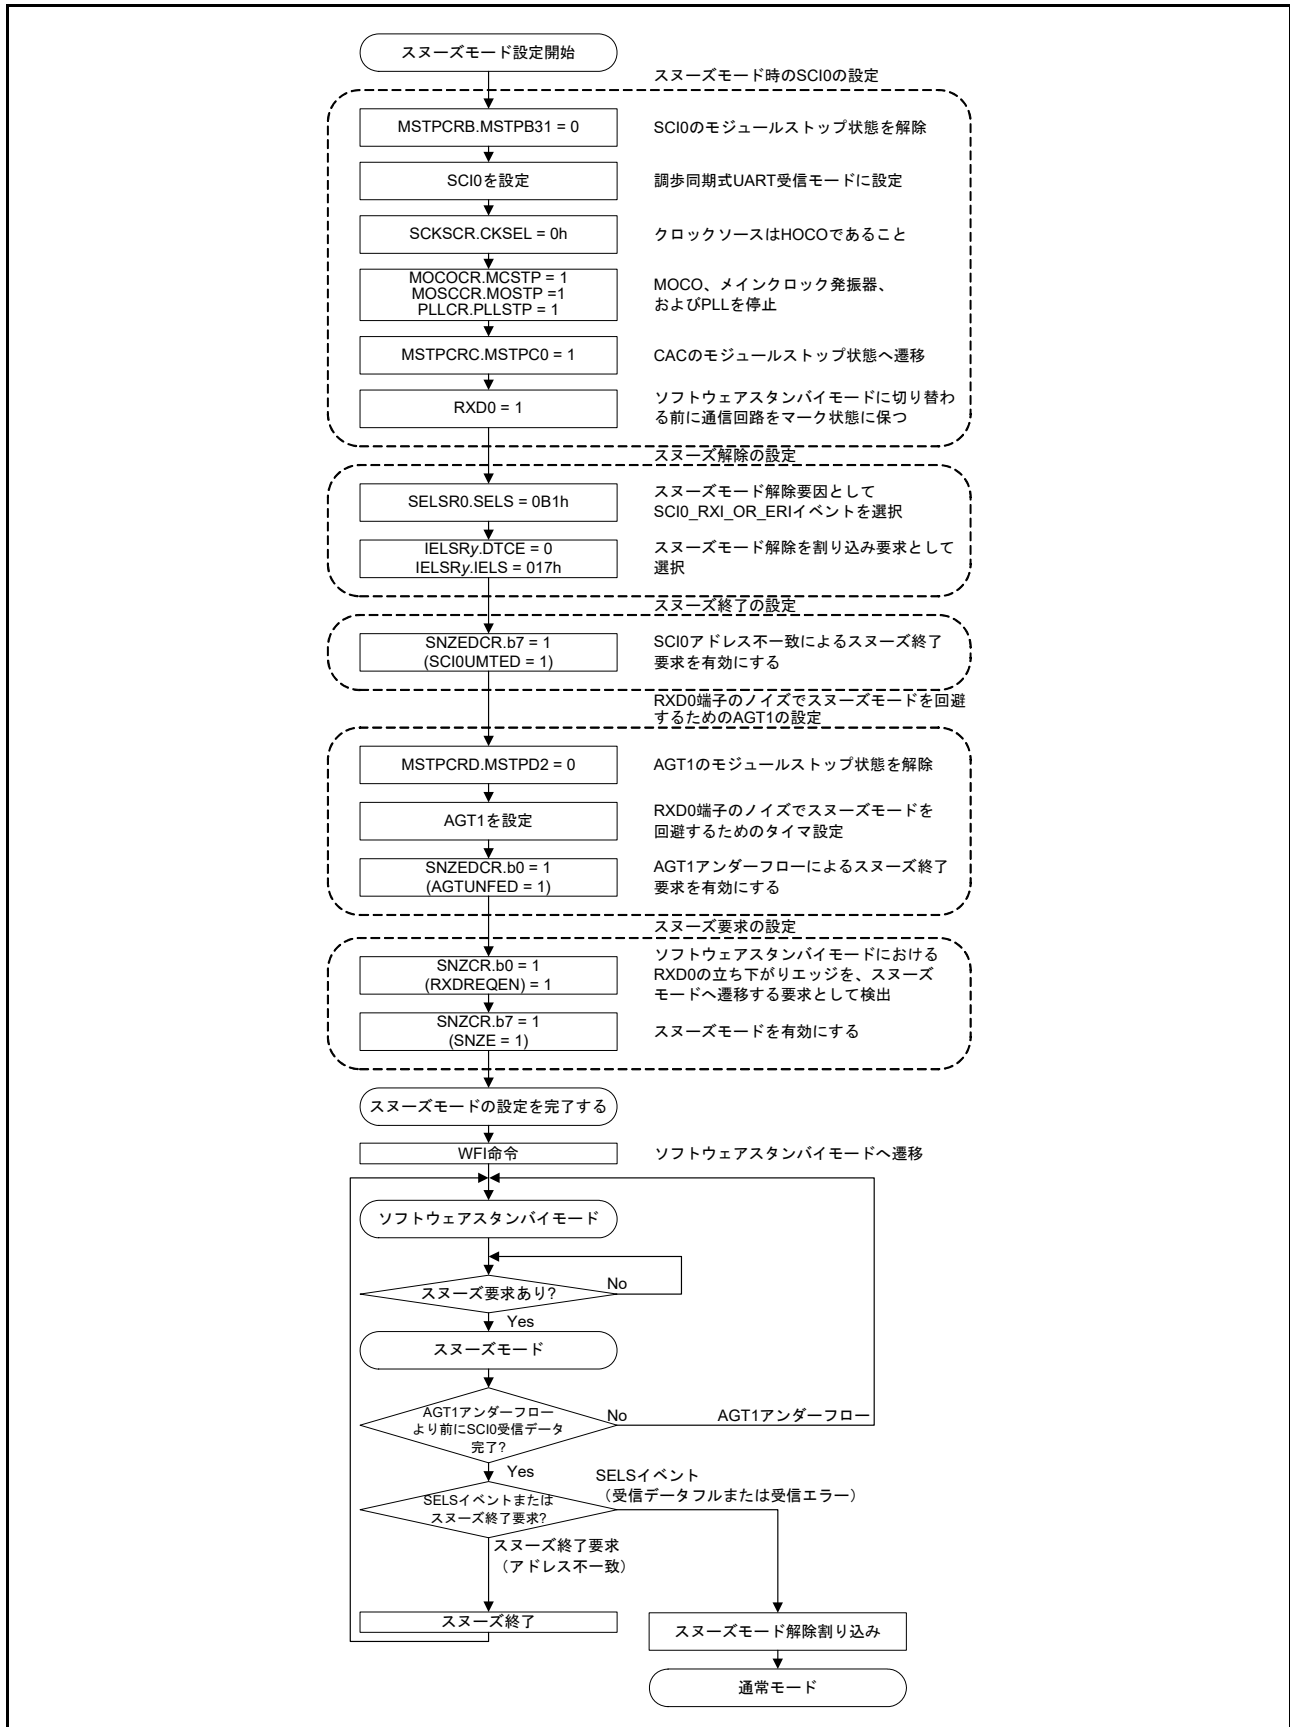 スヌーズモード設定開始
スヌーズモード時のSCI0の設定
MSTPCRB.MSTPB31 = 0
SCI0のモジュールストップ状態を解除
SCI0を設定
調歩同期式UART受信モードに設定
SCKSCR.CKSEL = 0h
クロックソースはHOCOであること
MOCOCR.MCSTP = 1
MOSCCR.MOSTP =1
PLLCR.PLLSTP = 1
MOCO、メインクロック発振器、
およびPLLを停止
MSTPCRC.MSTPC0 = 1
CACのモジュールストップ状態へ遷移
RXD0 = 1
ソフトウェアスタンバイモードに切り替わ
る前に通信回路をマーク状態に保つ
スヌーズ解除の設定
SELSR0.SELS = 0B1h
スヌーズモード解除要因として
SCI0_RXI_OR_ERIイベントを選択
IELSRy.DTCE = 0
IELSRy.IELS = 017h
スヌーズモード解除を割り込み要求として
選択
スヌーズ終了の設定
SNZEDCR.b7 = 1
(SCI0UMTED = 1)
SCI0アドレス不一致によるスヌーズ終了
要求を有効にする
RXD0端子のノイズでスヌーズモードを回避
するためのAGT1の設定
MSTPCRD.MSTPD2 = 0
AGT1のモジュールストップ状態を解除
AGT1を設定
RXD0端子のノイズでスヌーズモードを
回避するためのタイマ設定
SNZEDCR.b0 = 1
(AGTUNFED = 1)
AGT1アンダーフローによるスヌーズ終了
要求を有効にする
スヌーズ要求の設定
SNZCR.b0 = 1
(RXDREQEN) = 1
ソフトウェアスタンバイモードにおける
RXD0の立ち下がりエッジを、スヌーズ
モードへ遷移する要求として検出
SNZCR.b7 = 1
(SNZE = 1)
スヌーズモードを有効にする
スヌーズモードの設定を完了する
WFI命令
ソフトウェアスタンバイモードへ遷移
ソフトウェアスタンバイモード
スヌーズ要求あり?
No
Yes
スヌーズモード
AGT1アンダーフロー
より前にSCI0受信データ
完了?
No
AGT1アンダーフロー
Yes
SELSイベントまたは
スヌーズ終了要求?
SELSイベント
（受信データフルまたは受信エラー）
スヌーズ終了要求
（アドレス不一致）
スヌーズ終了
スヌーズモード解除割り込み
通常モード